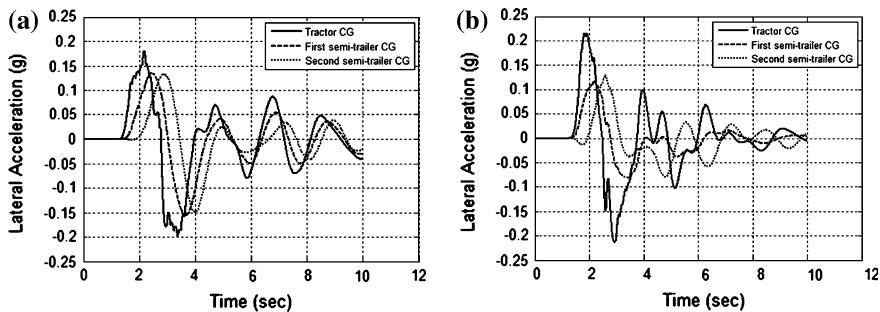 (a)
Lateral Acceleration (g)
0.25
0.2
0.15
0.1
0.05
0
-0.05
-0.1
-0.15
-0.2
0.25
Tractor CG
First semi-trailer CG
Second semi-trailer CG
0 2 4 6 8 10 12
Time (sec)
(b)
Lateral Acceleration (g)
0.25
0.2
0.15
0.1
0.05
0
-0.05
-0.1
-0.15
-0.2
0.25
Tractor CG
First semi-trailer CG
Second semi-trailer CG
0 2 4 6 8 10 12
Time (sec)